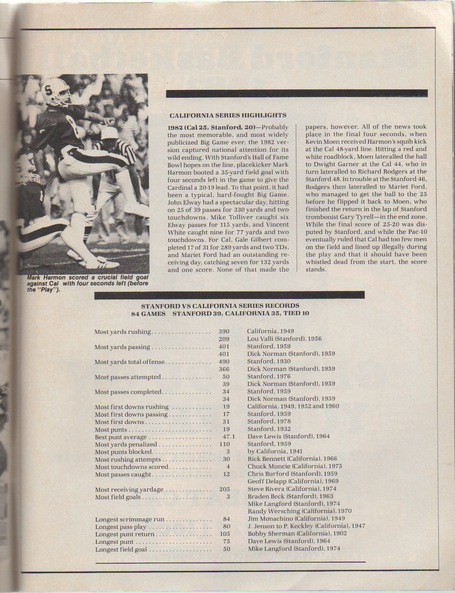 CALIFORNIA SERIES HIGHLIGHTS
1982 (Cal 25, Stanford, 20)—Probably
the most memorable, and most widely
publicized Big Game ever, the 1982 ver-
sion captured national attention for its
wild ending. With Stanford's Hall of Fame
Bowl hopes on the line, placekicker Mark
Harmon booted a 35-yard field goal with
four seconds left in the game to give the
Cardinal a 20-19 lead. To that point, it had
been a typical, hard-fought Big Game.
John Elway had a spectacular day, hitting
on 25 of 39 passes for 330 yards and two
touchdowns. Mike Tolliver caught six
Elway passes for 115 yards, and Vincent
White caught nine for 77 yards and two
touchdowns. For Cal, Gale Gilbert com-
pleted 17 of 31 for 289 yards and two TDs,
and Mariet Ford had an outstanding re-
ceiving day, catching seven for 132 yards
and one score. None of that made the
papers, however. All of the news took
place in the final four seconds, when
Kevin Moen received Harmon's squib kick
at the Cal 48-yard line. Hitting a red and
white roadblock, Moen lateralled the ball
to Dwight Garner at the Cal 44, who in
turn lateralled to Richard Rodgers at the
Stanford 48. In trouble at the Stanford 46,
Rodgers then lateralled to Mariet Ford,
who managed to get the ball to the 25
before he flipped it back to Moen, who
finished the return in the lap of Stanford
trombonist Gary Tyrell—in the end zone.
While the final score of 25-20 was dis-
puted by Stanford, and while the Pac-10
eventually ruled that Cal had too few men
on the field and lined up illegally during
the play and that it should have been
whistled dead from the start, the score
stands.
Mark Harmon scored a crucial field goal
against Cal with four seconds left (before
the "Play").
STANFORD VS CALIFORNIA SERIES RECORDS
84 GAMES STANFORD 39, CALIFORNIA 35, TIED 10
Most yards rushing 390 California, 1949
209 Lou Valli (Stanford), 1956
Most yards passing 401 Stanford, 1959
401 Dick Norman (Stanford), 1959
Most yards total offense 490 Stanford, 1930
366 Dick Norman (Stanford), 1959
Most passes attempted 50 Stanford, 1976
39 Dick Norman (Stanford), 1959
Most passes completed 34 Stanford, 1959
34 Dick Norman (Stanford), 1959
Most first downs rushing 19 California, 1949, 1952 and 1960
Most first downs passing 17 Stanford, 1959
Most first downs 31 Stanford, 1978
Most punts 19 Stanford, 1932
Best punt average 47.1 Dave Lewis (Stanford), 1964
Most yards penalized 110 Stanford, 1959
Most punts blocked 3 by California, 1941
Most rushing attempts 30 Rick Bennett (California), 1966
Most touchdowns scored 4 Chuck Muncie (California), 1975
Most passes caught 12 Chris Burford (Stanford), 1959
Geoff Delapp (California), 1969
Most receiving yardage 205 Steve Rivera (California), 1974
Most field goals 3 Braden Beck (Stanford), 1963
Mike Langford (Stanford), 1974
Randy Wersching (California), 1970
Longest scrimmage run 84 Jim Monachino (California), 1949
Longest pass play 80 J. Jenson to P. Keckley (California), 1947
Longest punt return 105 Bobby Sherman (California), 1902
Longest punt 75 Dave Lewis (Stanford), 1964
Longest field goal 50 Mike Langford (Stanford), 1974